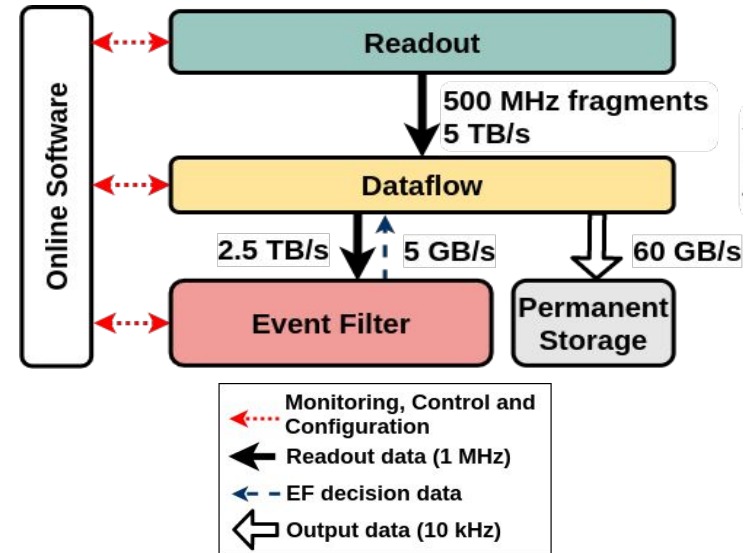 Online Software
Readout
500 MHz fragments
5 TB/s
Dataflow
2.5 TB/s
5 GB/s
60 GB/s
Event Filter
Permanent
Storage
Monitoring, Control and
Configuration
Readout data (1 MHz)
EF decision data
Output data (10 kHz)